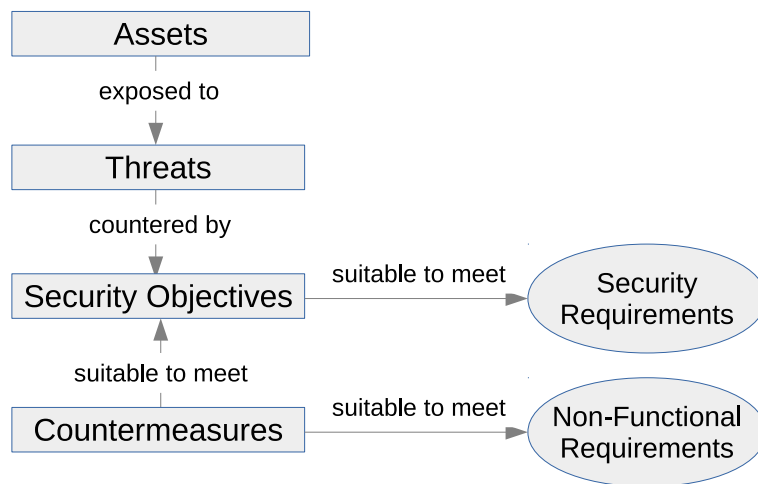 Assets
exposed to
Threats
countered by
Security Objectives
suitable to meet
Security
Requirements
suitable to meet
Countermeasures
suitable to meet
Non-Functional
Requirements